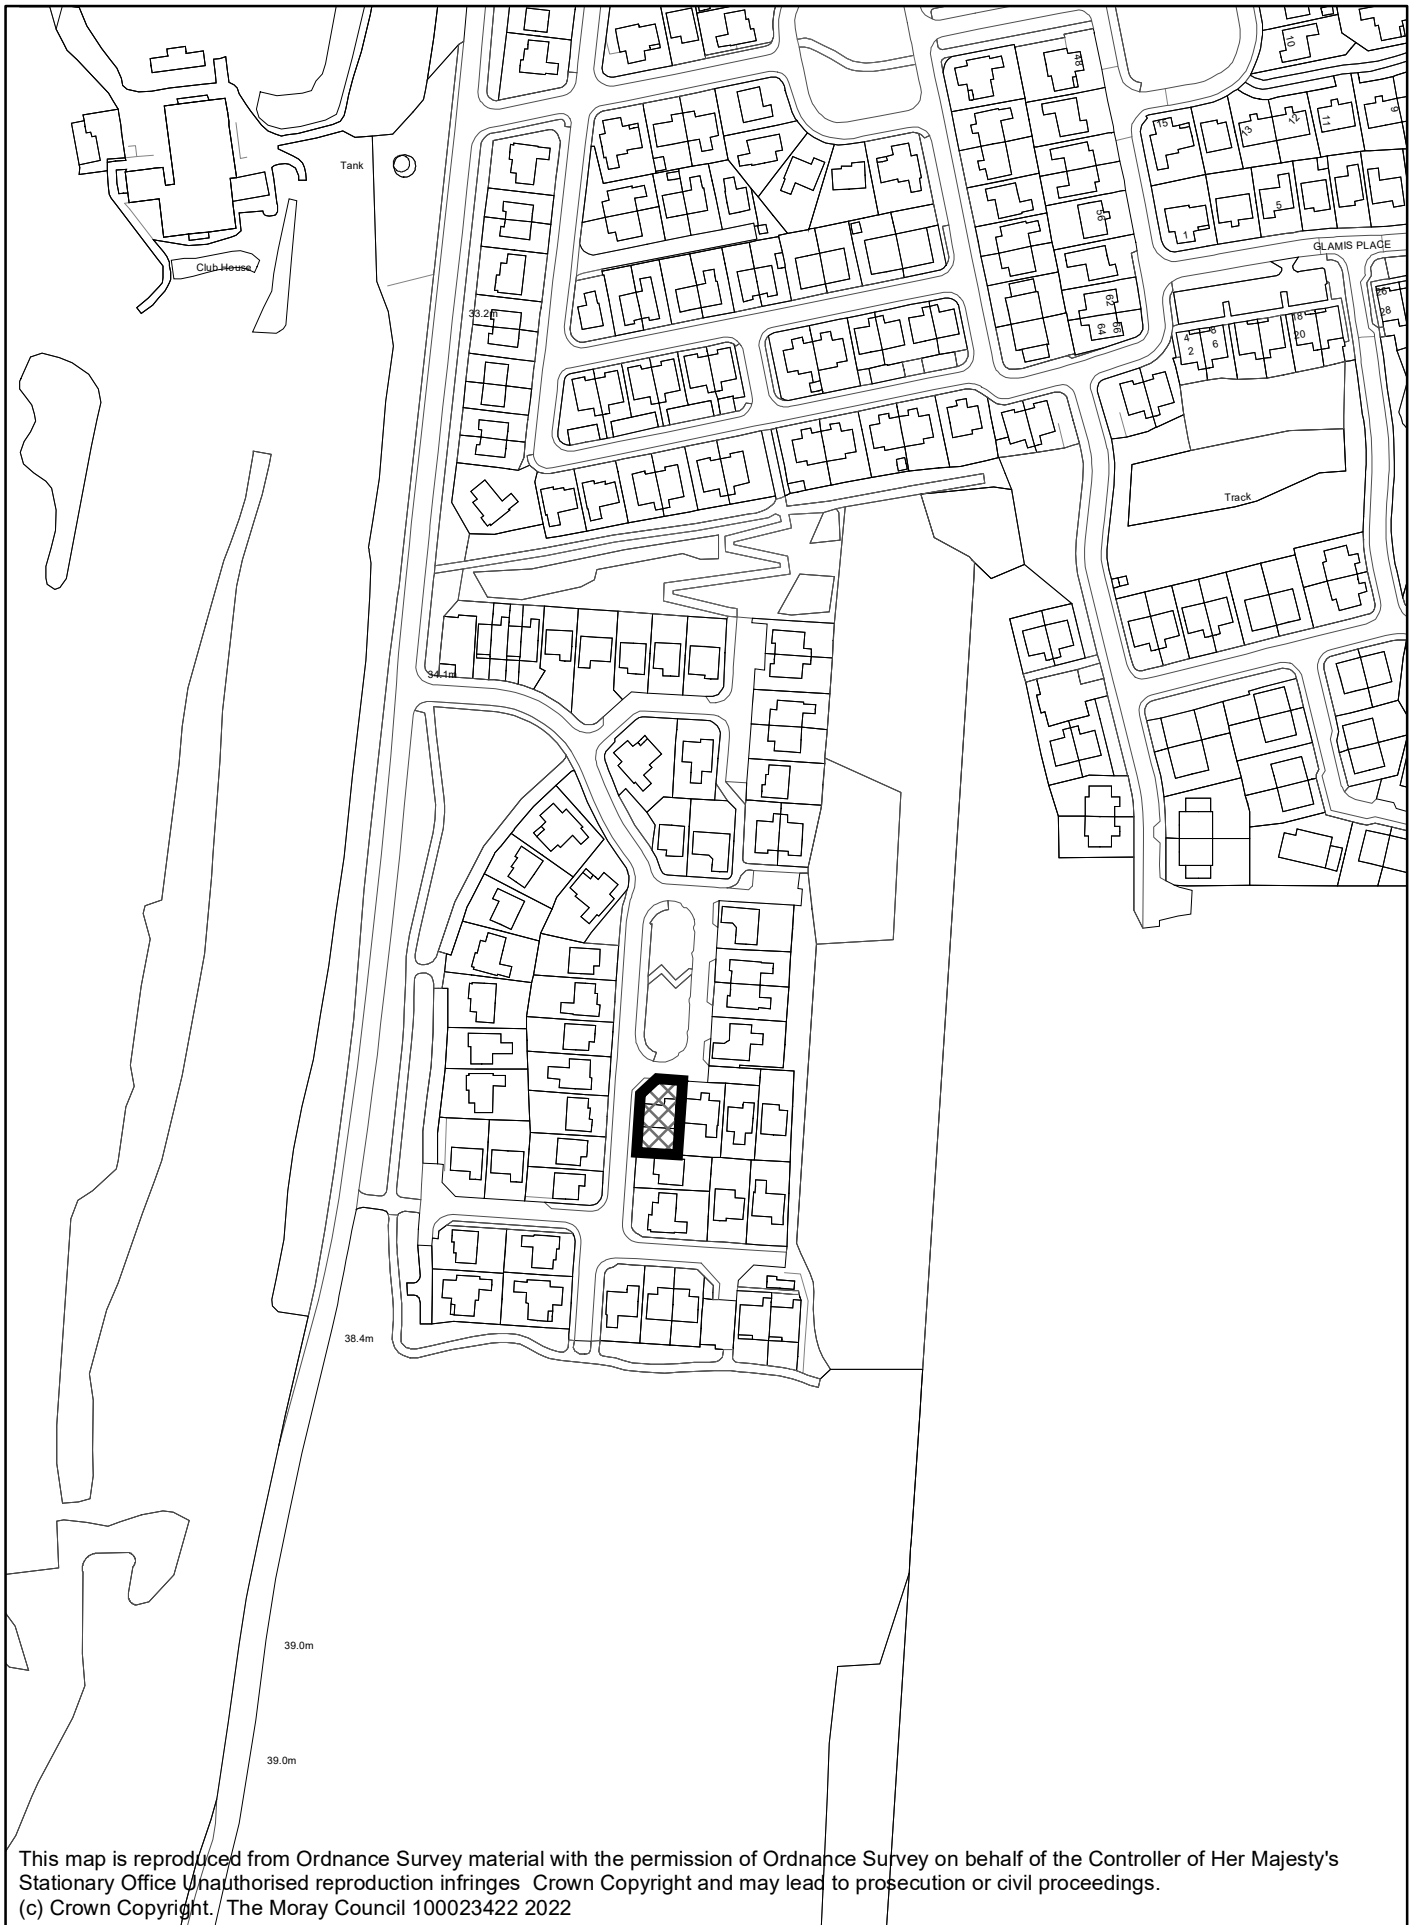 10
48
15
13
12
11
9
Tank
56
5
1
GLAMIS PLACE
Club House
26
28
62
33.2m
64
66
18
4
8
20
2
6
Track
34.1m
38.4m
39.0m
39.0m
This map is reproduced from Ordnance Survey material with the permission of Ordnance Survey on behalf of the Controller of Her Majesty's
Stationary Office Unauthorised reproduction infringes Crown Copyright and may lead to prosecution or civil proceedings.
(c) Crown Copyright. The Moray Council 100023422 2022